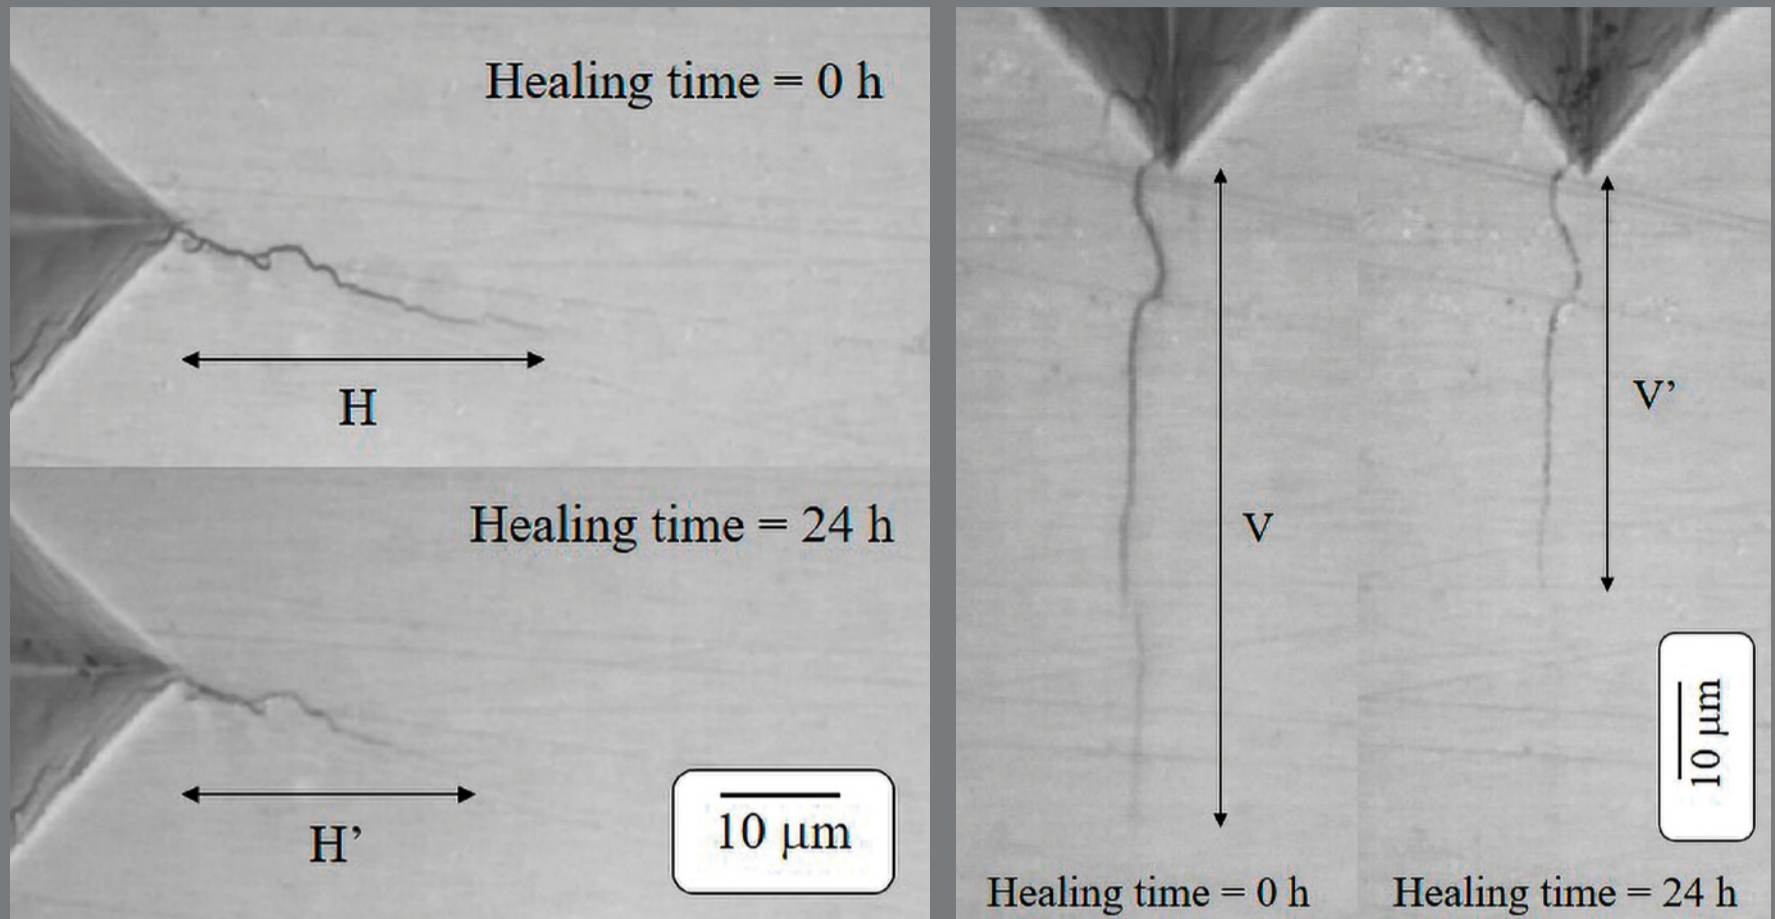 Healing time = 0 h
H
Healing time = 24 h
H’
10 µm
V
V’
10 µm
Healing time = 0 h
Healing time = 24 h